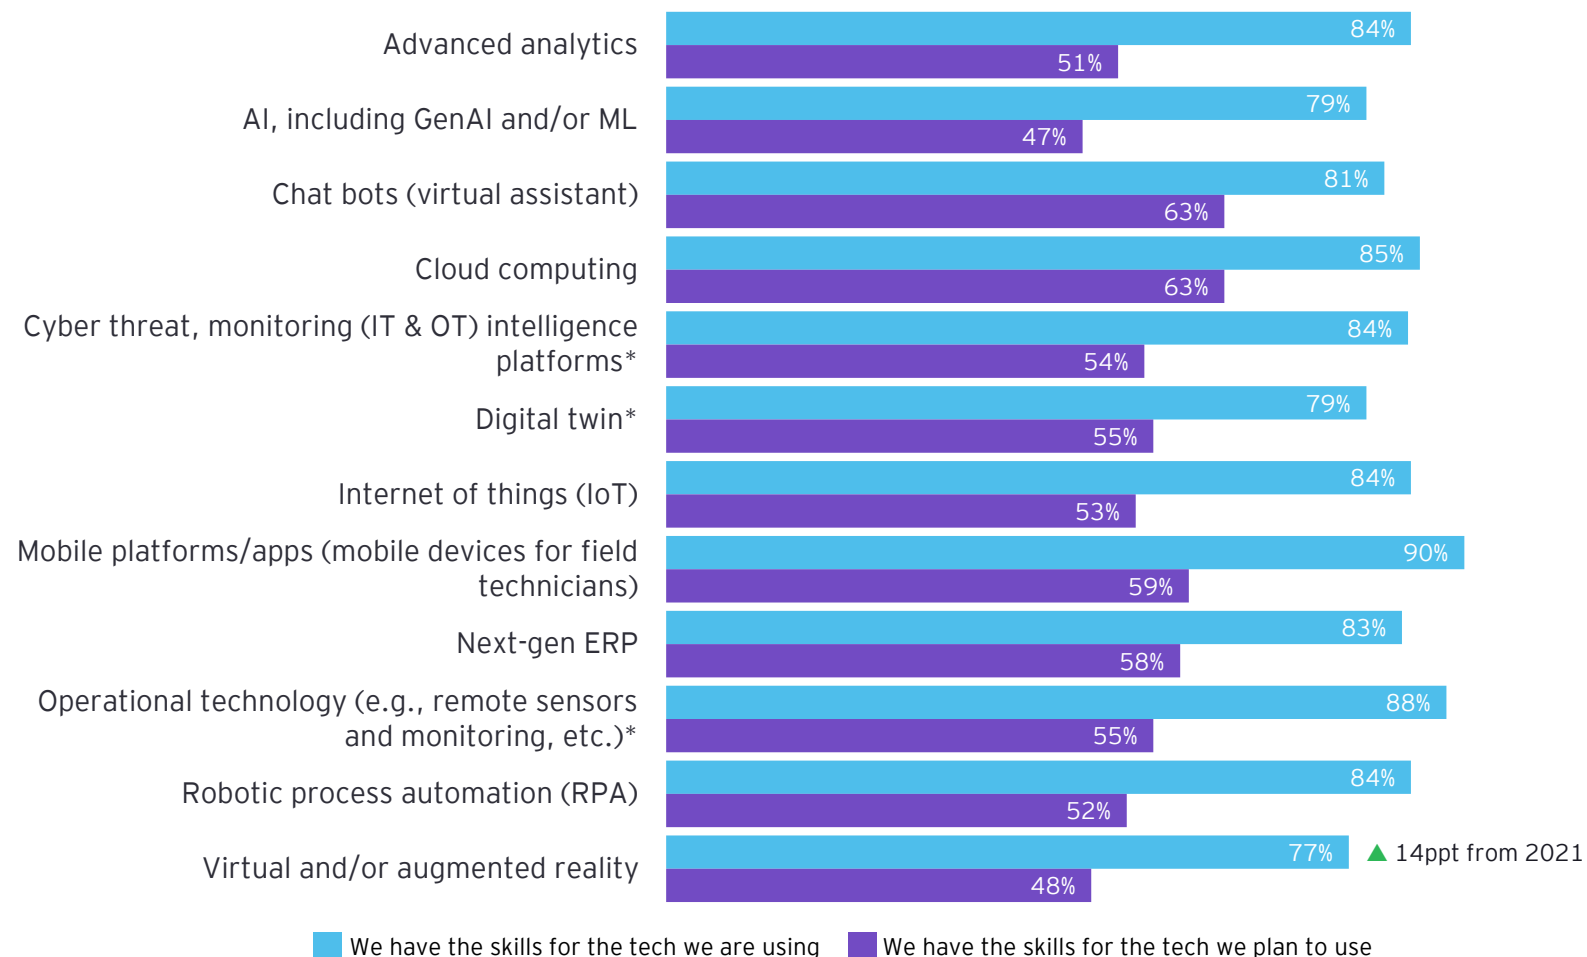 Advanced analytics
84%
51%
AI, including GenAI and/or ML
79%
47%
Chat bots (virtual assistant)
81%
63%
Cloud computing
85%
63%
Cyber threat, monitoring (IT & OT) intelligence
platforms*
84%
54%
Digital twin*
79%
55%
Internet of things (IoT)
84%
53%
Mobile platforms/apps (mobile devices for field
technicians)
90%
59%
Next-gen ERP
83%
58%
Operational technology (e.g., remote sensors
and monitoring, etc.)*
88%
55%
Robotic process automation (RPA)
84%
52%
Virtual and/or augmented reality
77%
▲ 14ppt from 2021
48%
We have the skills for the tech we are using
We have the skills for the tech we plan to use